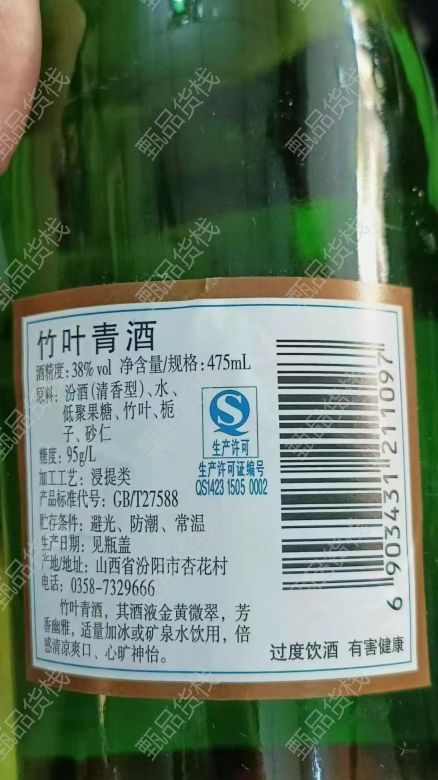 竹叶青酒
酒精度：38%vol 净含量/规格：475mL
原料：汾酒（清香型）、水、
低聚果糖、竹叶、栀
子、砂仁
糖度：95g/L
加工工艺：浸提类
产品标准代号：GB/T27588
贮存条件：避光、防潮、常温
生产日期：见瓶盖
产地/地址：山西省汾阳市杏花村
电话：0358-7329666
竹叶青酒，其酒液金黄微翠，芳
香幽雅，适量加冰或矿泉水饮用，倍
感清凉爽口、心旷神怡。
生产许可
生产许可证编号
QS1423 1505 0002
6 903431 211097
过度饮酒 有害健康
甄品货栈